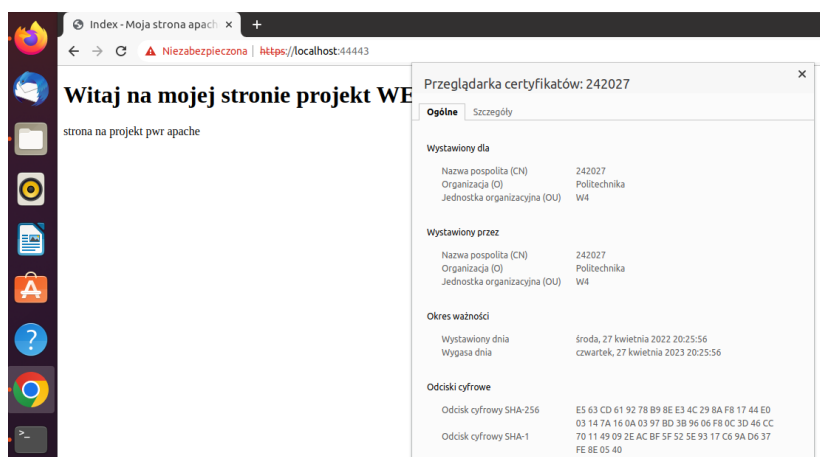 Index - Moja strona apach
Niezabezpieczona | https://localhost:44443
Witaj na mojej stronie projekt WE
strona na projekt pwr apache
Przeglądarka certyfikatów: 242027
Ogólne Szczegóły
Wystawiony dla
Nazwa pospolita (CN) 242027
Organizacja (O) Politechnika
Jednostka organizacyjna (OU) W4
Wystawiony przez
Nazwa pospolita (CN) 242027
Organizacja (O) Politechnika
Jednostka organizacyjna (OU) W4
Okres ważności
Wystawiony dnia środa, 27 kwietnia 2022 20:25:56
Wygasa dnia czwartek, 27 kwietnia 2023 20:25:56
Odciski cyfrowe
Odcisk cyfrowy SHA-256 E5 63 CD 61 92 78 B9 8E E3 4C 29 8A F8 17 44 E0
03 14 7A 16 0A 03 97 BD 3B 96 06 F8 0C 3D 46 CC
Odcisk cyfrowy SHA-1 70 11 49 09 2E AC BF 5F 52 5E 93 17 C6 9A D6 37
FE 8E 05 40